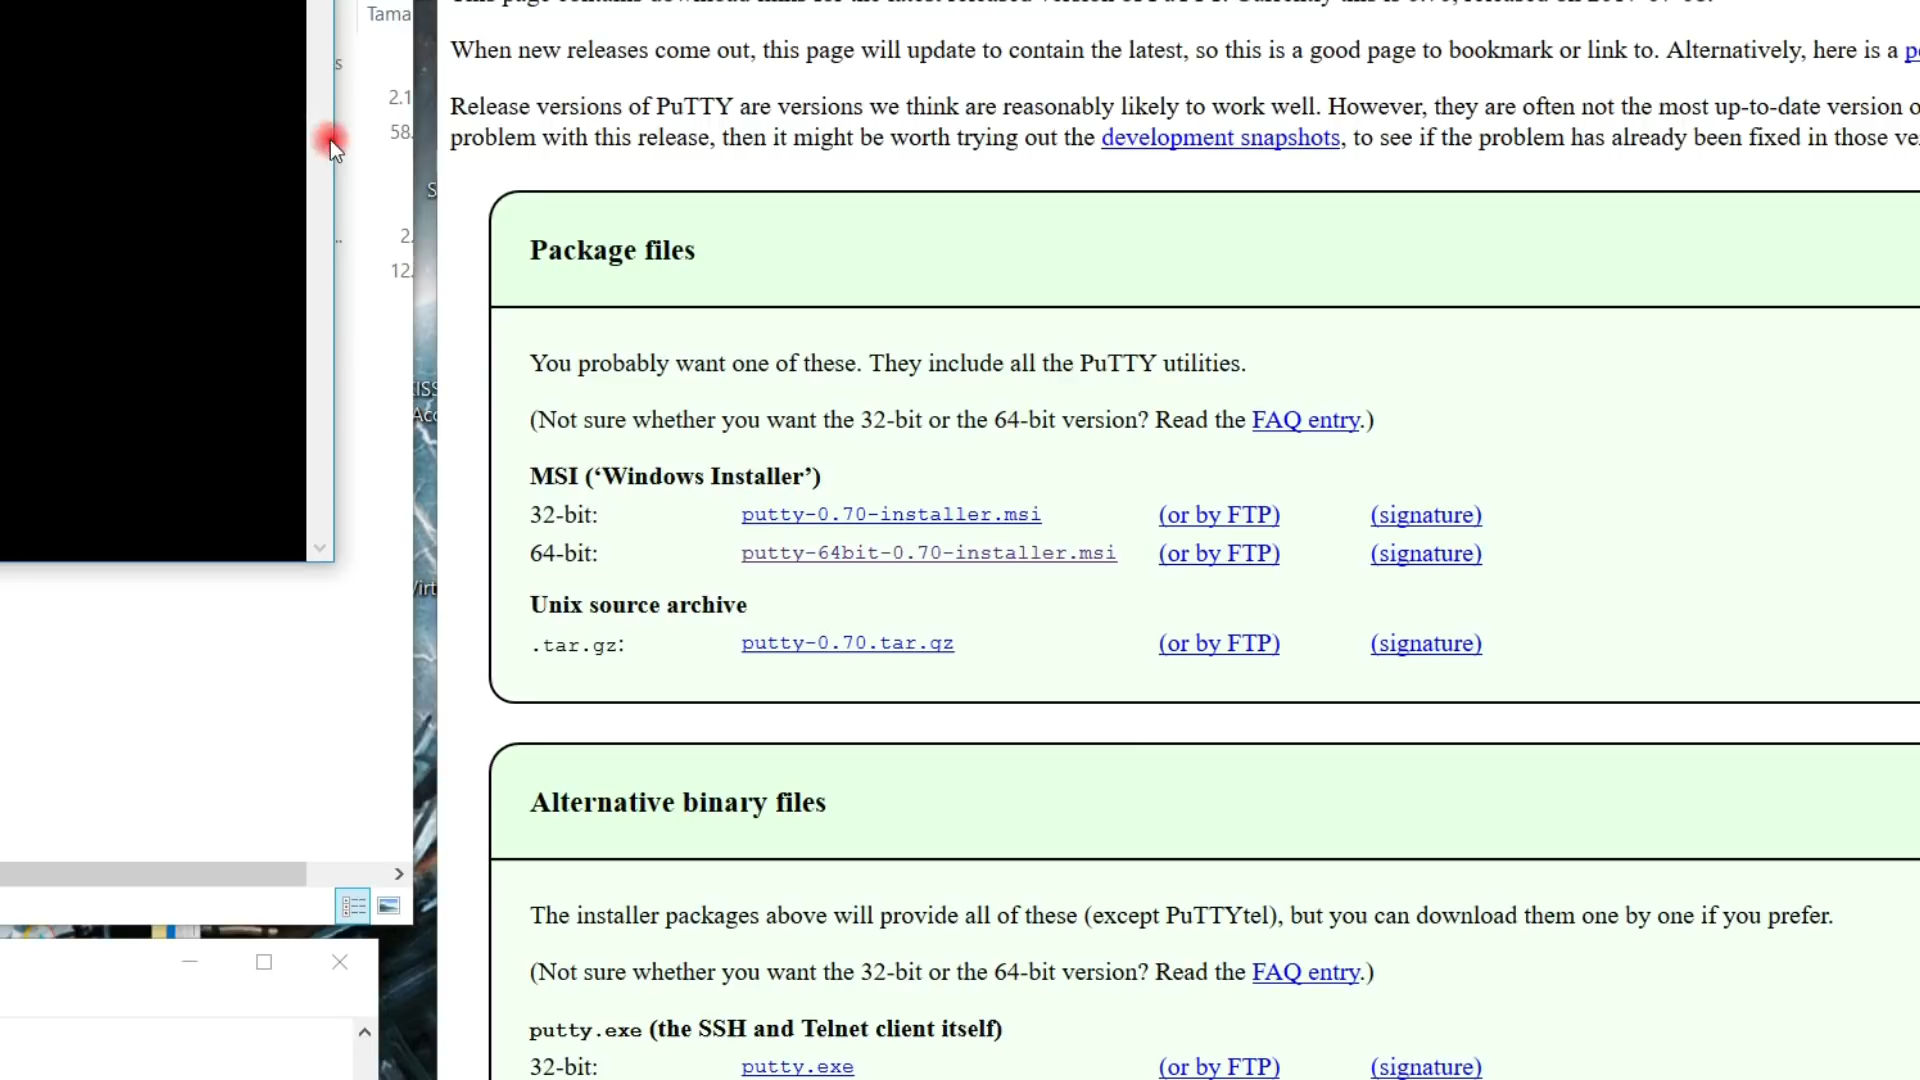 Tama
s
2.1
58.
2.
12.
When new releases come out, this page will update to contain the latest, so this is a good page to bookmark or link to. Alternatively, here is a
Release versions of PuTTY are versions we think are reasonably likely to work well. However, they are often not the most up-to-date version
problem with this release, then it might be worth trying out the development snapshots, to see if the problem has already been fixed in those
Package files
You probably want one of these. They include all the PuTTY utilities.
(Not sure whether you want the 32-bit or the 64-bit version? Read the FAQ entry.)
MSI (‘Windows Installer’)
32-bit: putty-0.70-installer.msi (or by FTP) (signature)
64-bit: putty-64bit-0.70-installer.msi (or by FTP) (signature)
Unix source archive
.tar.gz: putty-0.70.tar.gz (or by FTP) (signature)
Alternative binary files
The installer packages above will provide all of these (except PuTTYtel), but you can download them one by one if you prefer.
(Not sure whether you want the 32-bit or the 64-bit version? Read the FAQ entry.)
putty.exe (the SSH and Telnet client itself)
32-bit: putty.exe (or by FTP) (signature)